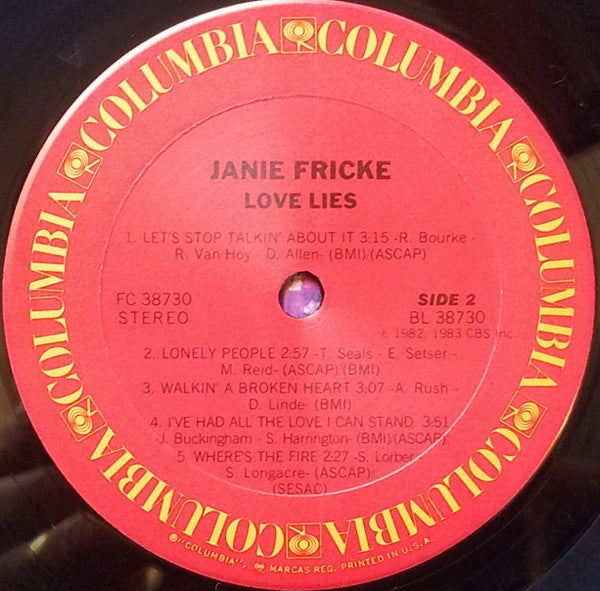 COLUMBIA COLUMBIA COLUMBIA COLUMBIA COLUMBIA COLUMBIA
JANIE FRICKE
LOVE LIES
1. LET'S STOP TALKIN' ABOUT IT 3:15 -R. Bourke -
R. Van Hoy - D. Allen- (BMI)/(ASCAP)
FC 38730
STEREO
SIDE 2
BL 38730
℗ 1982, 1983 CBS Inc.
2. LONELY PEOPLE 2:57 -T. Seals - E. Setser -
M. Reid- (ASCAP)/(BMI)
3. WALKIN' A BROKEN HEART 3:07 -A. Rush -
D. Linde- (BMI)
4. I'VE HAD ALL THE LOVE I CAN STAND 3:51
-J. Buckingham - S. Harrington- (BMI)/(ASCAP)
5. WHERE'S THE FIRE 2:27 -S. Lorber -
S. Longacre- (ASCAP)/
(SESAC)
®"COLUMBIA", MARCAS REG. PRINTED IN U.S.A.